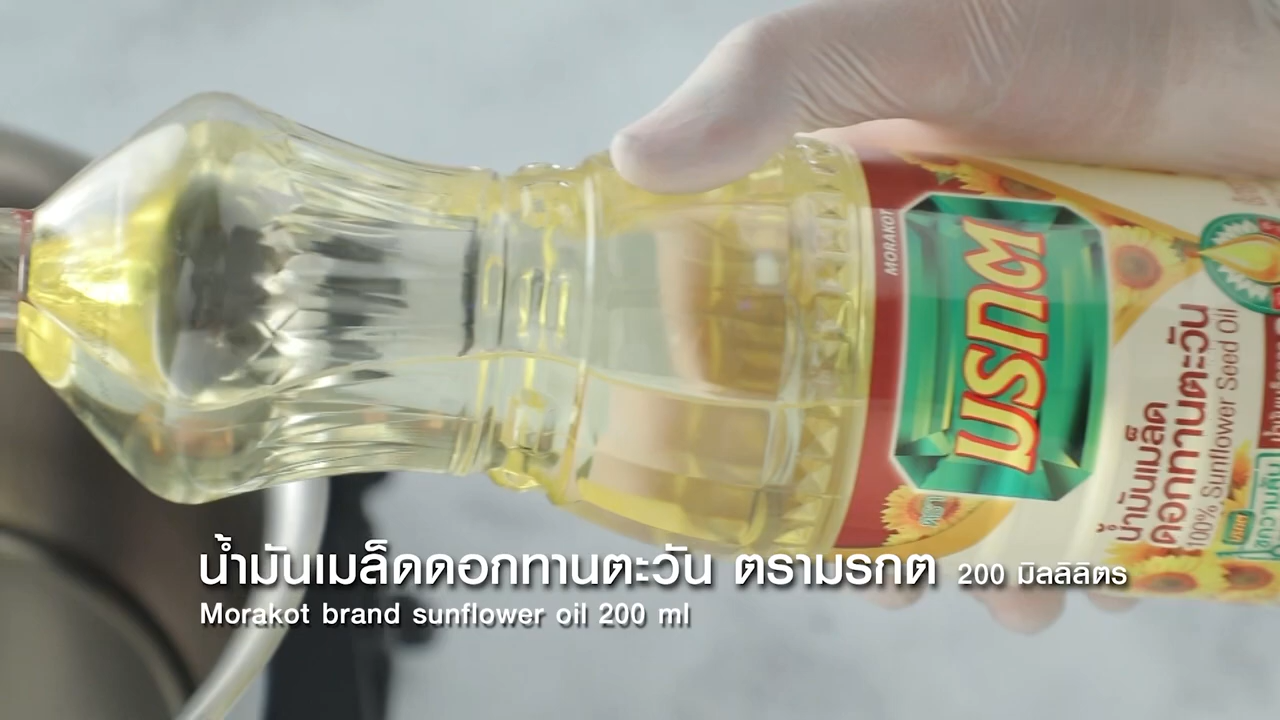 MORAKOT
มรกต
น้ำมันเมล็ด
ดอกทานตะวัน
100% Sunflower Seed Oil
น้ำมันเมล็ดดอกทานตะวัน ตรามรกต 200 มิลลิลิตร
Morakot brand sunflower oil 200 ml